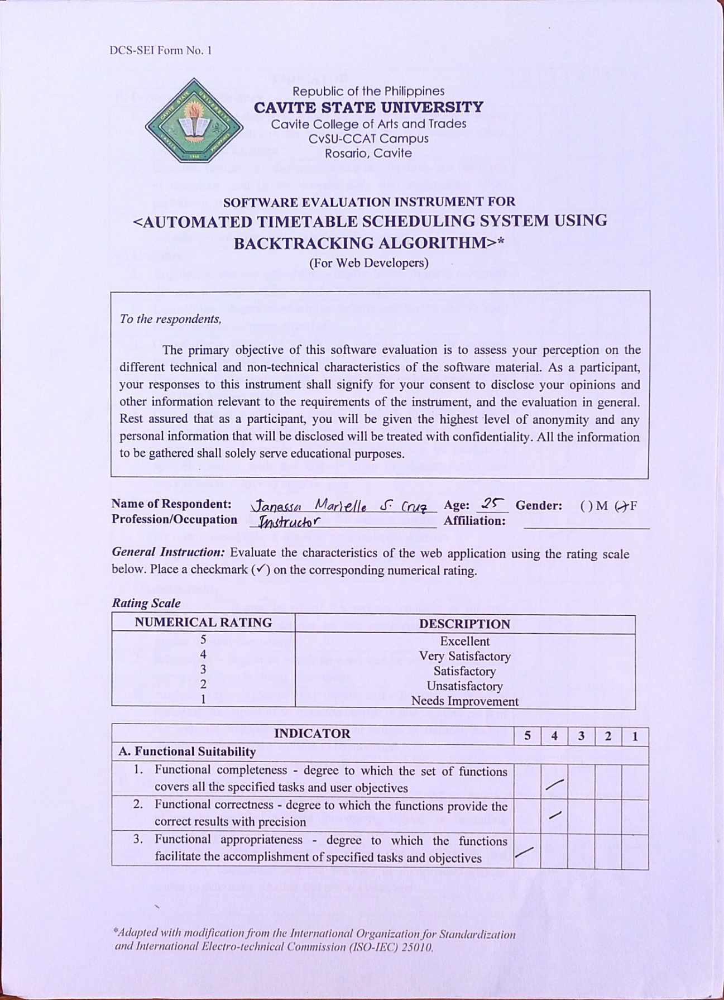 DCS-SEI Form No. 1
Republic of the Philippines
CAVITE STATE UNIVERSITY
Cavite College of Arts and Trades
CvSU-CCAT Campus
Rosario, Cavite
CAVITE STATE UNIVERSITY
SOFTWARE EVALUATION INSTRUMENT FOR
<AUTOMATED TIMETABLE SCHEDULING SYSTEM USING
BACKTRACKING ALGORITHM>*
(For Web Developers)
To the respondents,
The primary objective of this software evaluation is to assess your perception on the
different technical and non-technical characteristics of the software material. As a participant,
your responses to this instrument shall signify for your consent to disclose your opinions and
other information relevant to the requirements of the instrument, and the evaluation in general.
Rest assured that as a participant, you will be given the highest level of anonymity and any
personal information that will be disclosed will be treated with confidentiality. All the information
to be gathered shall solely serve educational purposes.
Name of Respondent: Janessa Marielle S. Cruz Age: 25 Gender: ( ) M (/) F
Profession/Occupation Instructor Affiliation:
General Instruction: Evaluate the characteristics of the web application using the rating scale
below. Place a checkmark (✓) on the corresponding numerical rating.
Rating Scale
NUMERICAL RATING DESCRIPTION
5 Excellent
4 Very Satisfactory
3 Satisfactory
2 Unsatisfactory
1 Needs Improvement
INDICATOR 5 4 3 2 1
A. Functional Suitability
1. Functional completeness - degree to which the set of functions
covers all the specified tasks and user objectives /
2. Functional correctness - degree to which the functions provide the
correct results with precision /
3. Functional appropriateness - degree to which the functions
facilitate the accomplishment of specified tasks and objectives /
*Adapted with modification from the International Organization for Standardization
and International Electro-technical Commission (ISO-IEC) 25010.